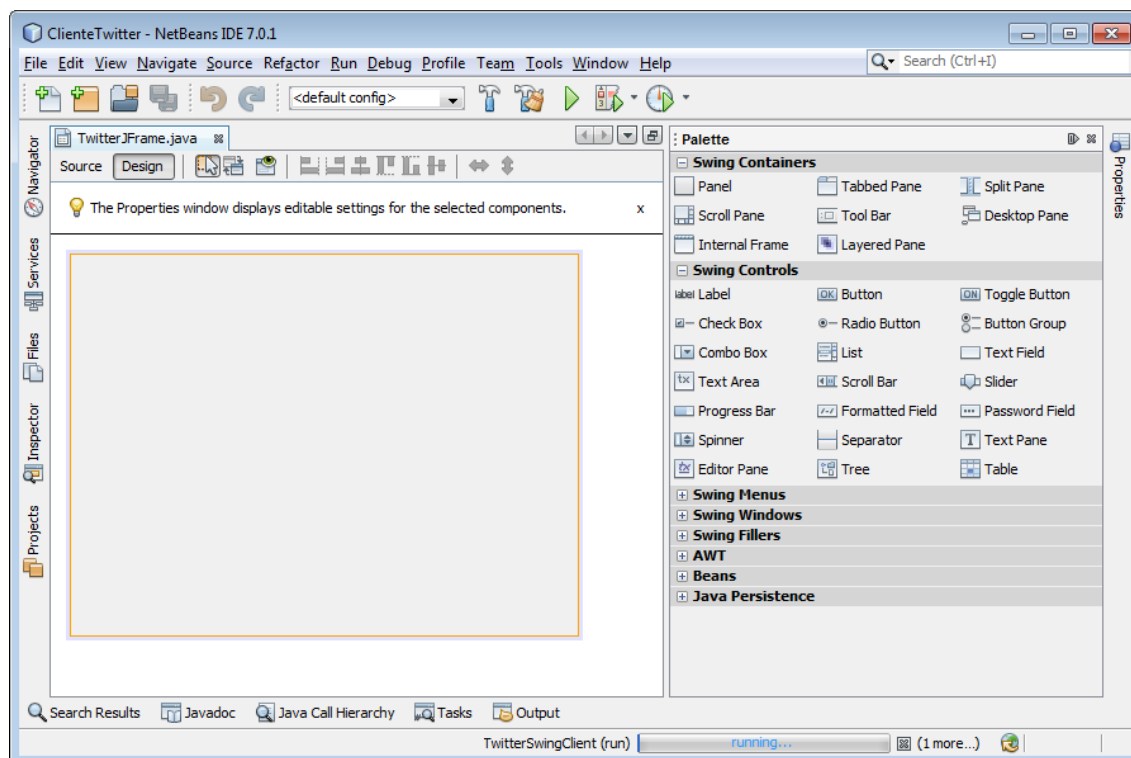 ClienteTwitter - NetBeans IDE 7.0.1
File Edit View Navigate Source Refactor Run Debug Profile Team Tools Window Help
Search (Ctrl+I)
<default config>
Navigator
Services
Files
Inspector
Projects
TwitterJFrame.java
Source Design
The Properties window displays editable settings for the selected components. x
Palette
Swing Containers
Panel Tabbed Pane Split Pane
Scroll Pane Tool Bar Desktop Pane
Internal Frame Layered Pane
Swing Controls
label Label OK Button ON Toggle Button
Check Box Radio Button Button Group
Combo Box List Text Field
tx Text Area Scroll Bar Slider
Progress Bar Formatted Field Password Field
Spinner Separator T Text Pane
Editor Pane Tree Table
Swing Menus
Swing Windows
Swing Fillers
AWT
Beans
Java Persistence
Properties
Search Results Javadoc Java Call Hierarchy Tasks Output
TwitterSwingClient (run) running... (1 more...)